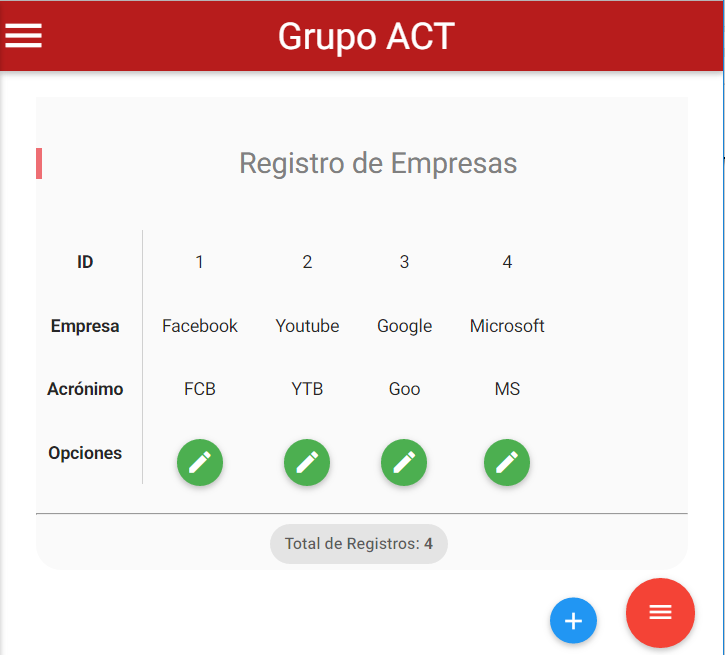 Grupo ACT
Registro de Empresas
ID 1 2 3 4
Empresa Facebook Youtube Google Microsoft
Acrónimo FCB YTB Goo MS
Opciones
Total de Registros: 4